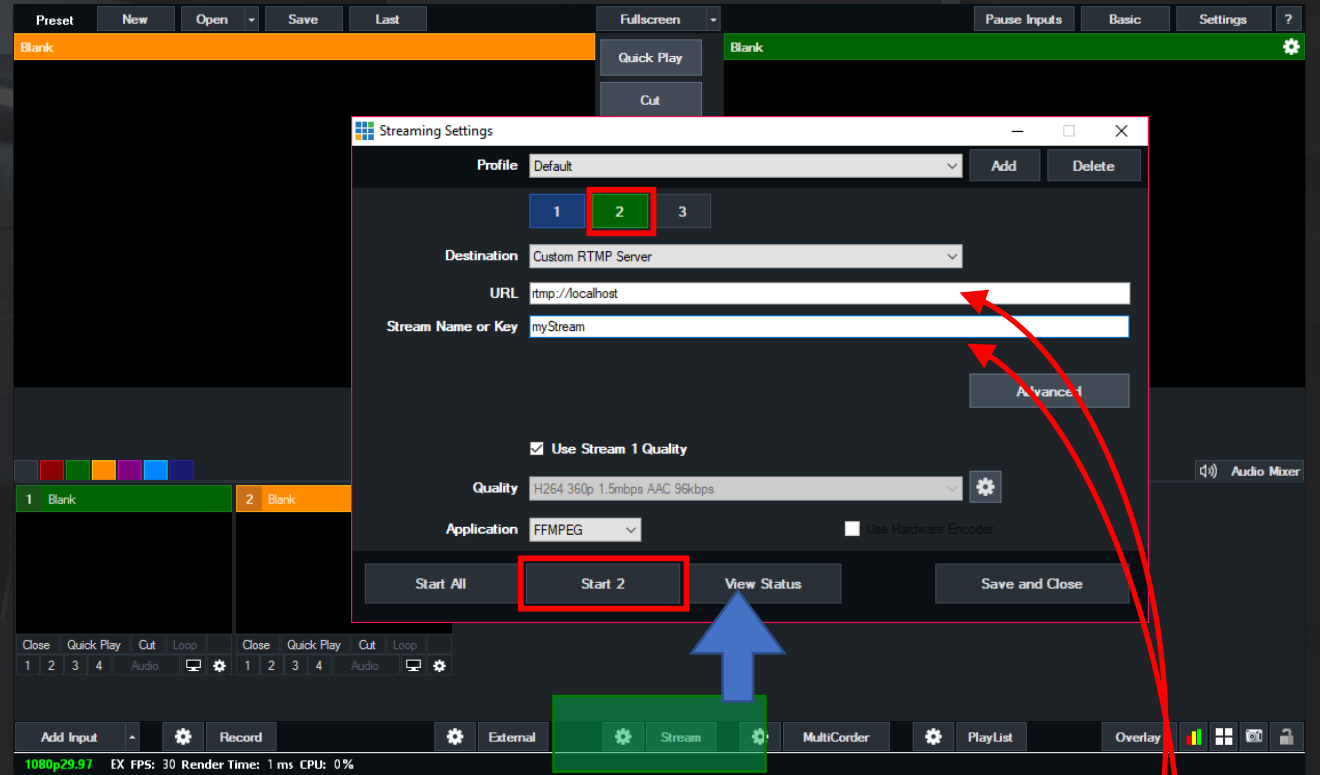 Preset New Open Save Last Fullscreen Pause Inputs Basic Settings ?
Blank
Quick Play
Blank
Cut
Streaming Settings
Profile Default Add Delete
1 2 3
Destination Custom RTMP Server
URL rtmp://localhost
Stream Name or Key myStream
Advanced
Use Stream 1 Quality
Audio Mixer
Quality H264 360p 1.5mbps AAC 96kbps
1 Blank 2 Blank
Application FFMPEG Use Hardware Encoder
Start All Start 2 View Status Save and Close
Close Quick Play Cut Loop Close Quick Play Cut Loop
1 2 3 4 Audio 1 2 3 4 Audio
Add Input Record External Stream MultiCorder PlayList Overlay
1080p29.97 EX FPS: 30 Render Time: 1 ms CPU: 0%